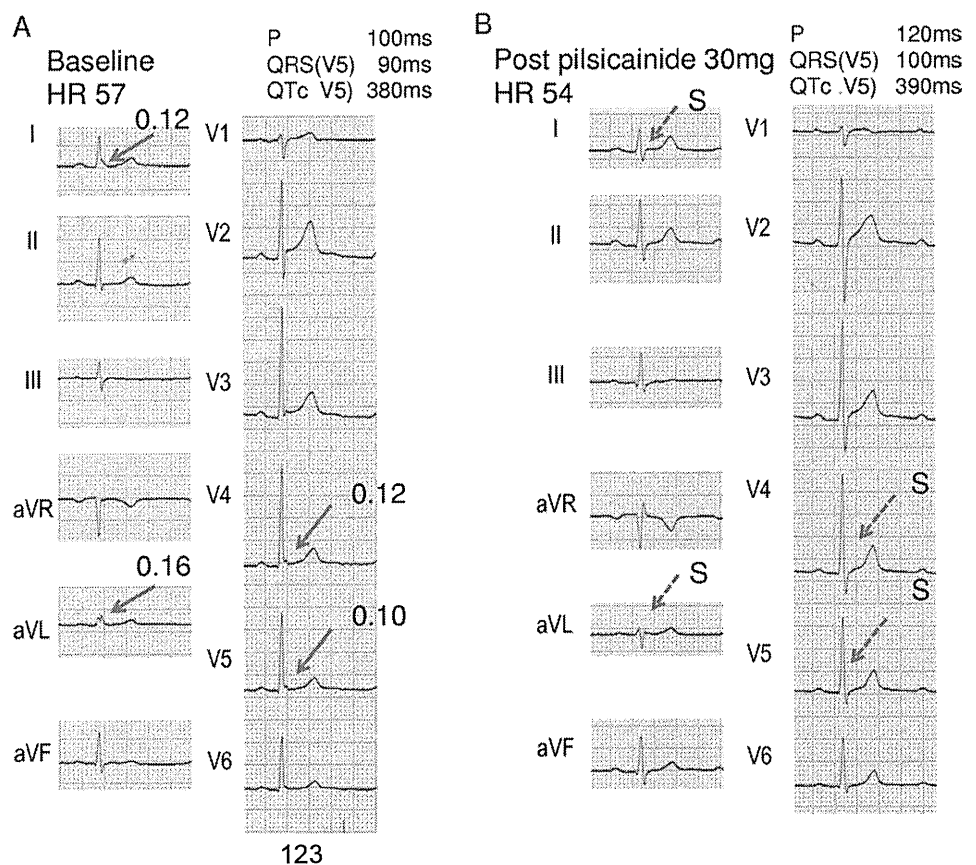 A
Baseline
HR 57
P 100ms
QRS(V5) 90ms
QTc V5) 380ms
I
0.12
V1
II
V2
III
V3
aVR
V4
0.12
aVL
0.16
V5
0.10
aVF
V6
123
B
Post pilsicainide 30mg
HR 54
P 120ms
QRS(V5) 100ms
QTc .V5) 390ms
I
S
V1
II
V2
III
V3
aVR
V4
S
aVL
S
V5
S
aVF
V6